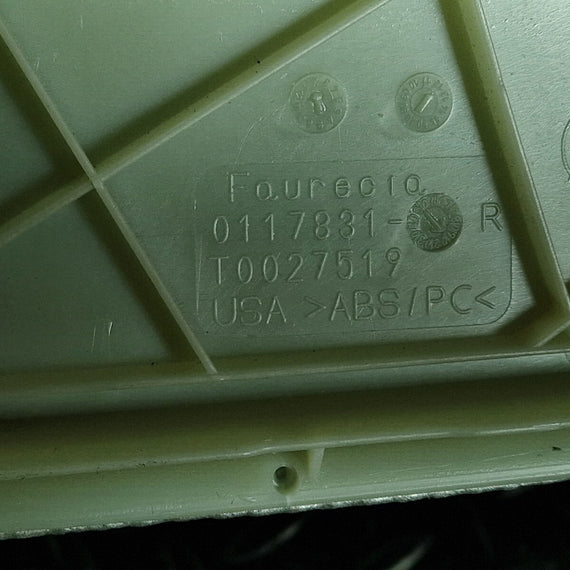 Faurecia
0117831- R
T0027519
USA >ABS/PC<